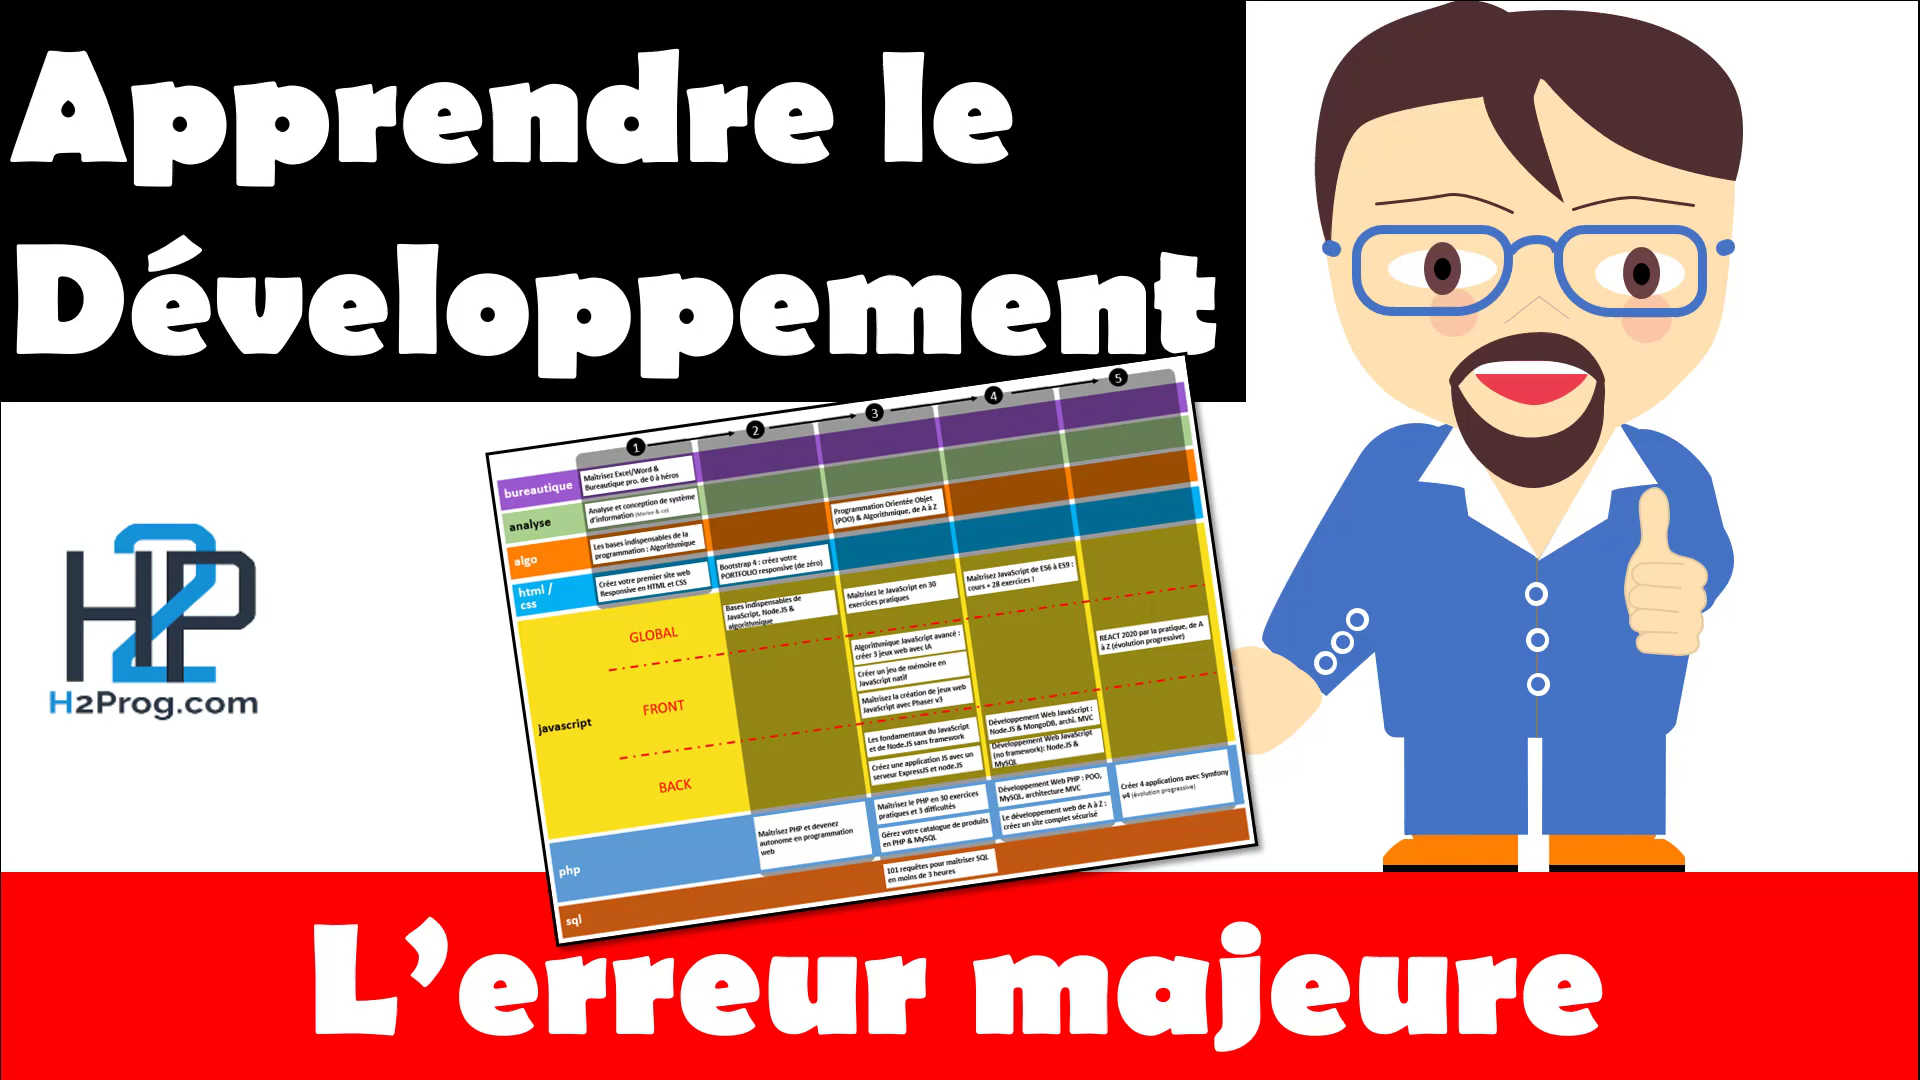 Apprendre le
Développement
H2P
H2Prog.com
1
2
3
4
5
bureautique
Maîtrisez Excel/Word &
Bureautique pro. de 0 à héros
analyse
Analyse et conception de système
d'information (Merise & co)
algo
Les bases indispensables de la
programmation : Algorithmique
Programmation Orientée Objet
(POO) & Algorithmique, de A à Z
html /
css
Créez votre premier site web
Responsive en HTML et CSS
Bootstrap 4 : créez votre
PORTFOLIO responsive (de zéro)
javascript
GLOBAL
Bases indispensables de
JavaScript, Node.JS &
algorithmique
Maîtrisez le JavaScript en 30
exercices pratiques
Maîtrisez JavaScript de ES6 à ES9 :
cours + 28 exercices !
FRONT
Algorithmique JavaScript avancé :
créer 3 jeux web avec IA
Créer un jeu de mémoire en
JavaScript natif
Maîtrisez la création de jeux web
JavaScript avec Phaser v3
REACT 2020 par la pratique, de A
à Z (évolution progressive)
BACK
Les fondamentaux du JavaScript
et de Node.JS sans framework
Créez une application JS avec un
serveur ExpressJS et node.JS
Développement Web JavaScript :
Node.JS & MongoDB, archi. MVC
Développement Web JavaScript
(no framework): Node.JS &
MySQL
php
Maîtrisez PHP et devenez
autonome en programmation
web
Maîtrisez le PHP en 30 exercices
pratiques et 3 difficultés
Gérez votre catalogue de produits
en PHP & MySQL
Développement Web PHP : POO,
MySQL, architecture MVC
Le développement web de A à Z :
créez un site complet sécurisé
Créer 4 applications avec Symfony
v4 (évolution progressive)
sql
101 requêtes pour maîtriser SQL
en moins de 3 heures
L'erreur majeure